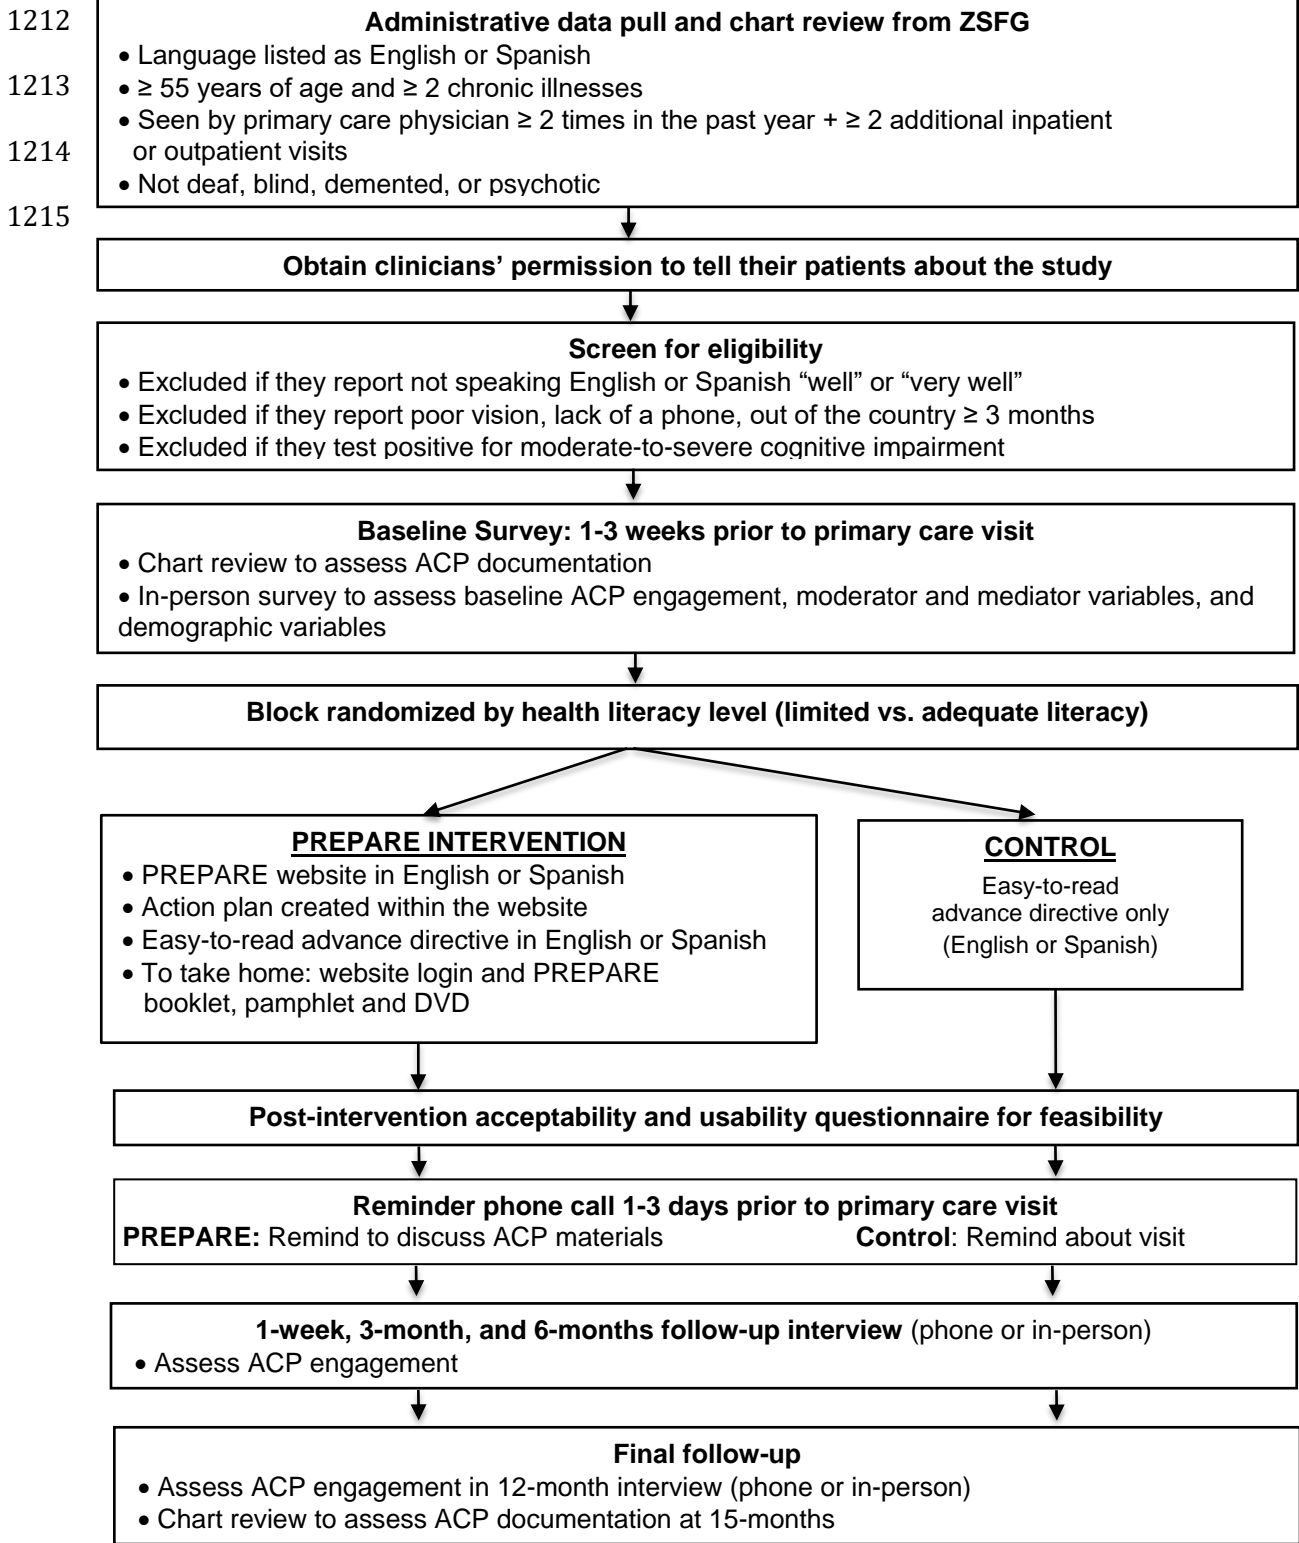 1212
Administrative data pull and chart review from ZSFG
• Language listed as English or Spanish
1213
• ≥ 55 years of age and ≥ 2 chronic illnesses
• Seen by primary care physician ≥ 2 times in the past year + ≥ 2 additional inpatient
1214
or outpatient visits
• Not deaf, blind, demented, or psychotic
1215
Obtain clinicians’ permission to tell their patients about the study
Screen for eligibility
• Excluded if they report not speaking English or Spanish “well” or “very well”
• Excluded if they report poor vision, lack of a phone, out of the country ≥ 3 months
• Excluded if they test positive for moderate-to-severe cognitive impairment
Baseline Survey: 1-3 weeks prior to primary care visit
• Chart review to assess ACP documentation
• In-person survey to assess baseline ACP engagement, moderator and mediator variables, and
demographic variables
Block randomized by health literacy level (limited vs. adequate literacy)
PREPARE INTERVENTION
• PREPARE website in English or Spanish
• Action plan created within the website
• Easy-to-read advance directive in English or Spanish
• To take home: website login and PREPARE
booklet, pamphlet and DVD
CONTROL
Easy-to-read
advance directive only
(English or Spanish)
Post-intervention acceptability and usability questionnaire for feasibility
Reminder phone call 1-3 days prior to primary care visit
PREPARE: Remind to discuss ACP materials
Control: Remind about visit
1-week, 3-month, and 6-months follow-up interview (phone or in-person)
• Assess ACP engagement
Final follow-up
• Assess ACP engagement in 12-month interview (phone or in-person)
• Chart review to assess ACP documentation at 15-months